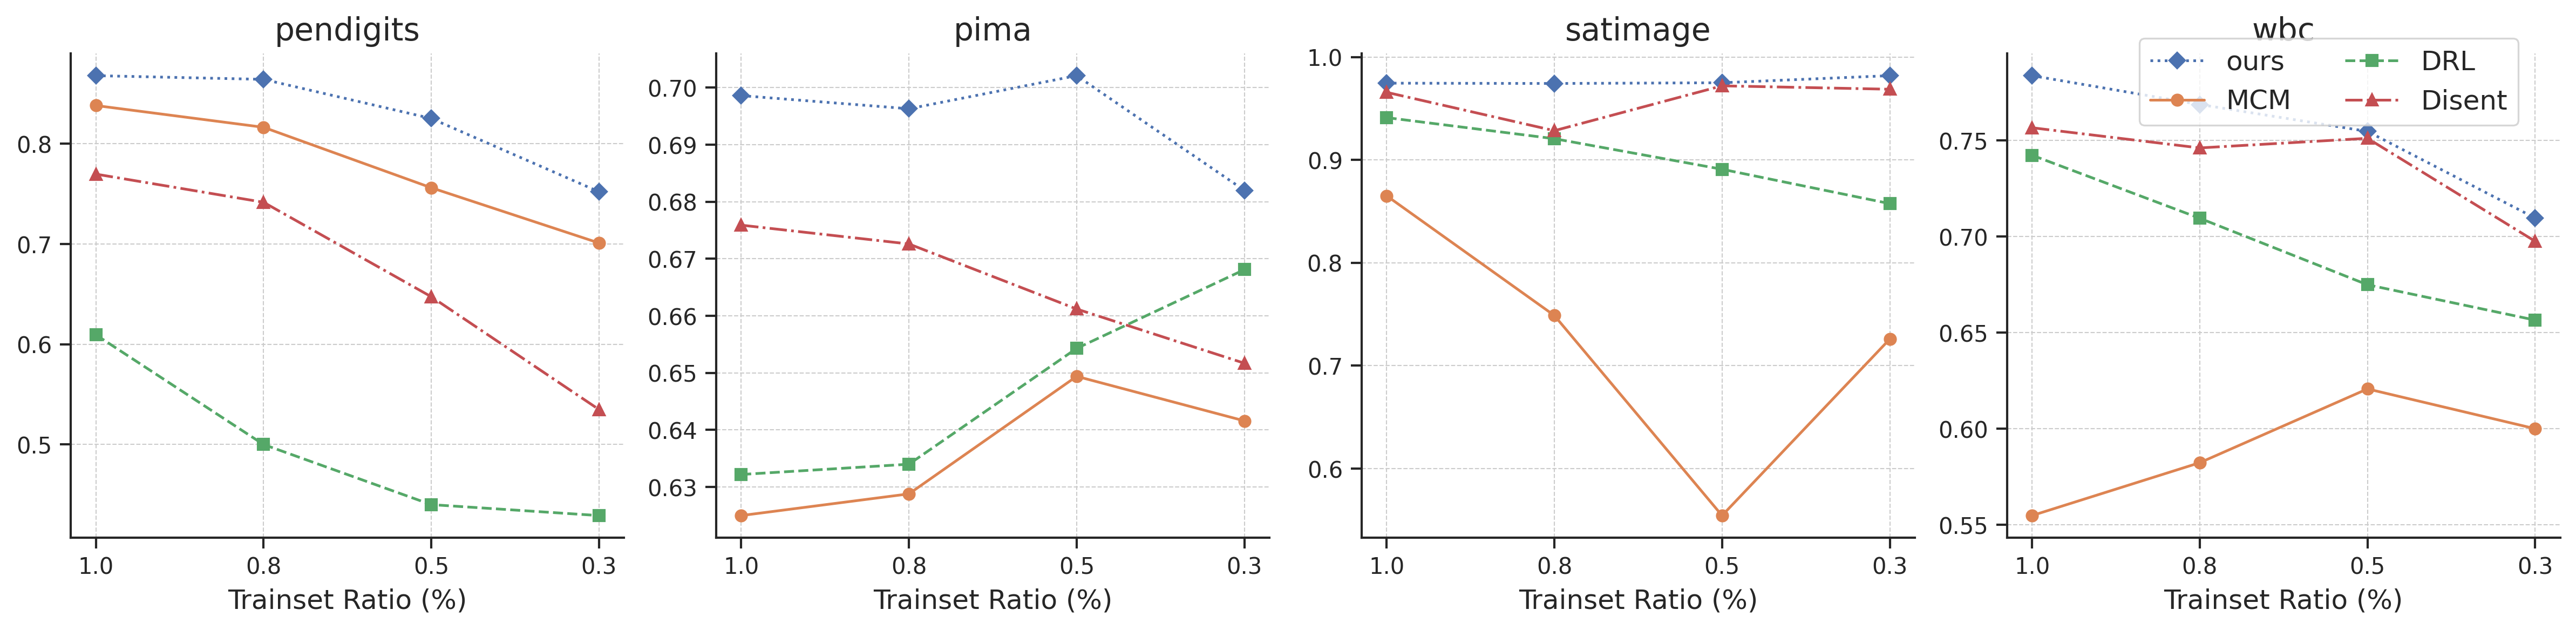 pendigits
0.8
0.7
0.6
0.5
1.0 0.8 0.5 0.3
Trainset Ratio (%)
pima
0.70
0.69
0.68
0.67
0.66
0.65
0.64
0.63
1.0 0.8 0.5 0.3
Trainset Ratio (%)
satimage
1.0
0.9
0.8
0.7
0.6
1.0 0.8 0.5 0.3
Trainset Ratio (%)
wbc
ours DRL
MCM Disent
0.75
0.70
0.65
0.60
0.55
1.0 0.8 0.5 0.3
Trainset Ratio (%)